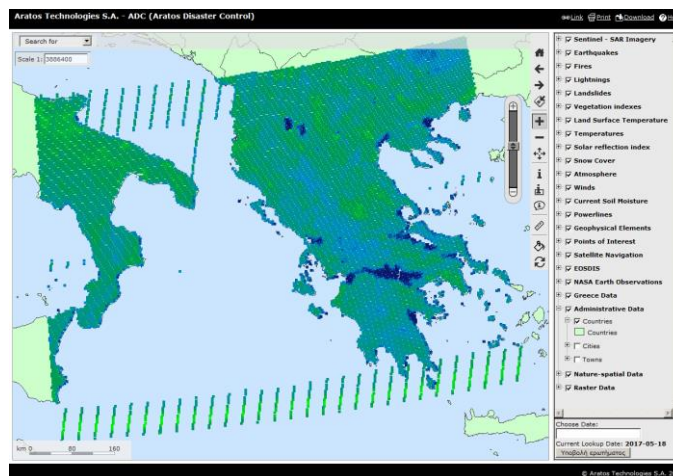 Aratos Technologies S.A. - ADC (Aratos Disaster Control)
Link Print Download
Search for
Scale 1: 3886400
Sentinel - SAR Imagery
Earthquakes
Fires
Lightnings
Landslides
Vegetation indexes
Land Surface Temperature
Temperatures
Solar reflection index
Snow Cover
Atmosphere
Winds
Current Soil Moisture
Powerlines
Geophysical Elements
Points of Interest
Satellite Navigation
EOSDIS
NASA Earth Observations
Greece Data
Administrative Data
Countries
Countries
Cities
Towns
Nature-spatial Data
Raster Data
Choose Date:
Current Lookup Date: 2017-05-18
Υποβολή ερωτήματος
km 0 80 160
© Aratos Technologies S.A. 2